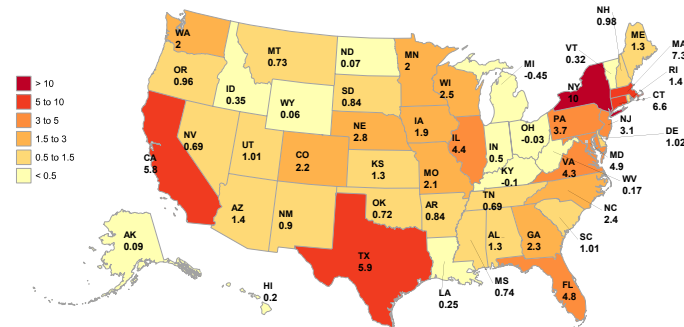 > 10
5 to 10
3 to 5
1.5 to 3
0.5 to 1.5
< 0.5
WA
2
OR
0.96
CA
5.8
NV
0.69
ID
0.35
MT
0.73
WY
0.06
UT
1.01
AZ
1.4
CO
2.2
NM
0.9
ND
0.07
SD
0.84
NE
2.8
KS
1.3
OK
0.72
TX
5.9
MN
2
IA
1.9
MO
2.1
AR
0.84
LA
0.25
WI
2.5
IL
4.4
MI
-0.45
IN
0.5
OH
-0.03
KY
-0.1
TN
0.69
MS
0.74
AL
1.3
GA
2.3
FL
4.8
SC
1.01
NC
2.4
VA
4.3
WV
0.17
MD
4.9
DE
1.02
PA
3.7
NJ
3.1
NY
10
CT
6.6
RI
1.4
MA
7.3
VT
0.32
NH
0.98
ME
1.3
AK
0.09
HI
0.2